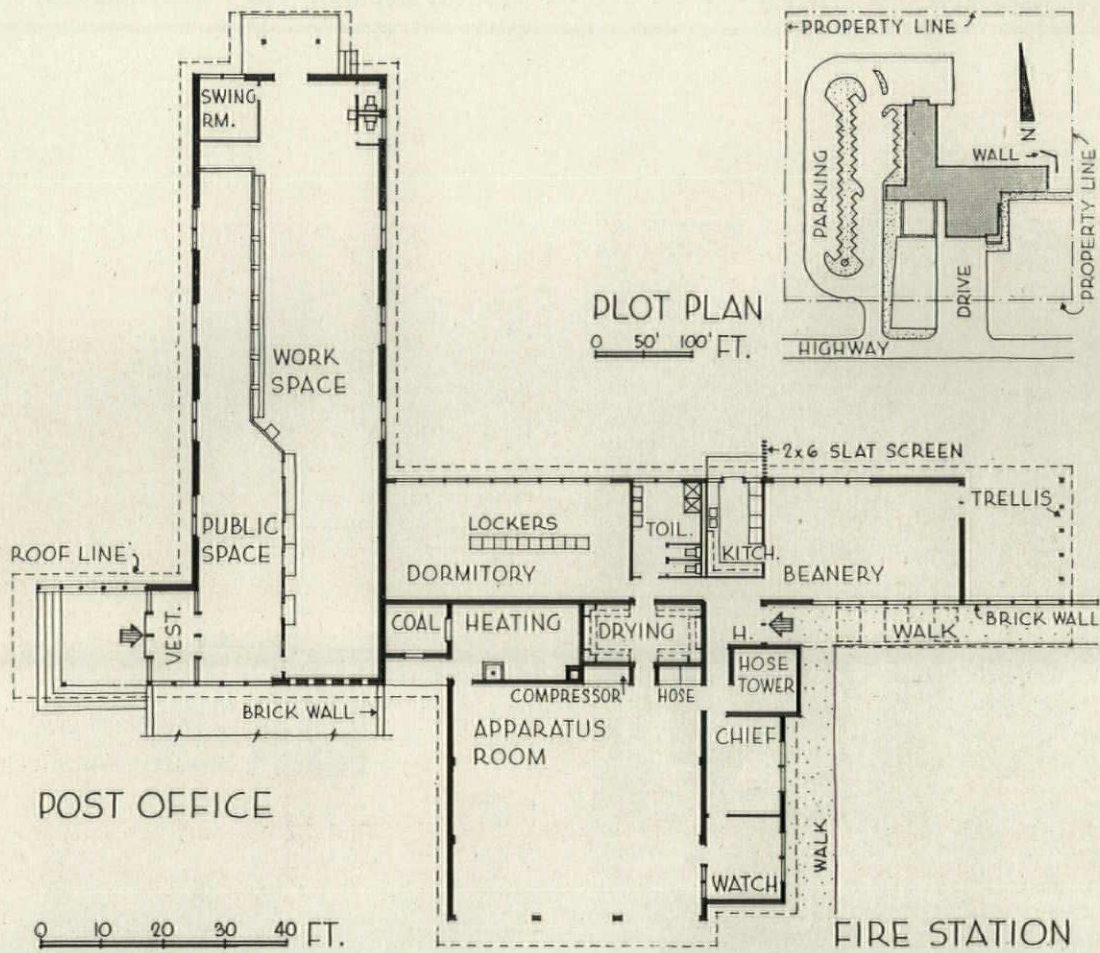 SWING
RM.
WORK
SPACE
PUBLIC
SPACE
ROOF LINE
VEST.
BRICK WALL
POST OFFICE
0 10 20 30 40 FT.
PROPERTY LINE
N
WALL
PARKING
PROPERTY LINE
DRIVE
HIGHWAY
PLOT PLAN
0 50' 100' FT.
2x6 SLAT SCREEN
TRELLIS
LOCKERS
DORMITORY
TOIL.
KITCH.
BEANERY
BRICK WALL
WALK
COAL
HEATING
DRYING
H.
HOSE
TOWER
COMPRESSOR
HOSE
APPARATUS
ROOM
CHIEF
WATCH
WALK
FIRE STATION